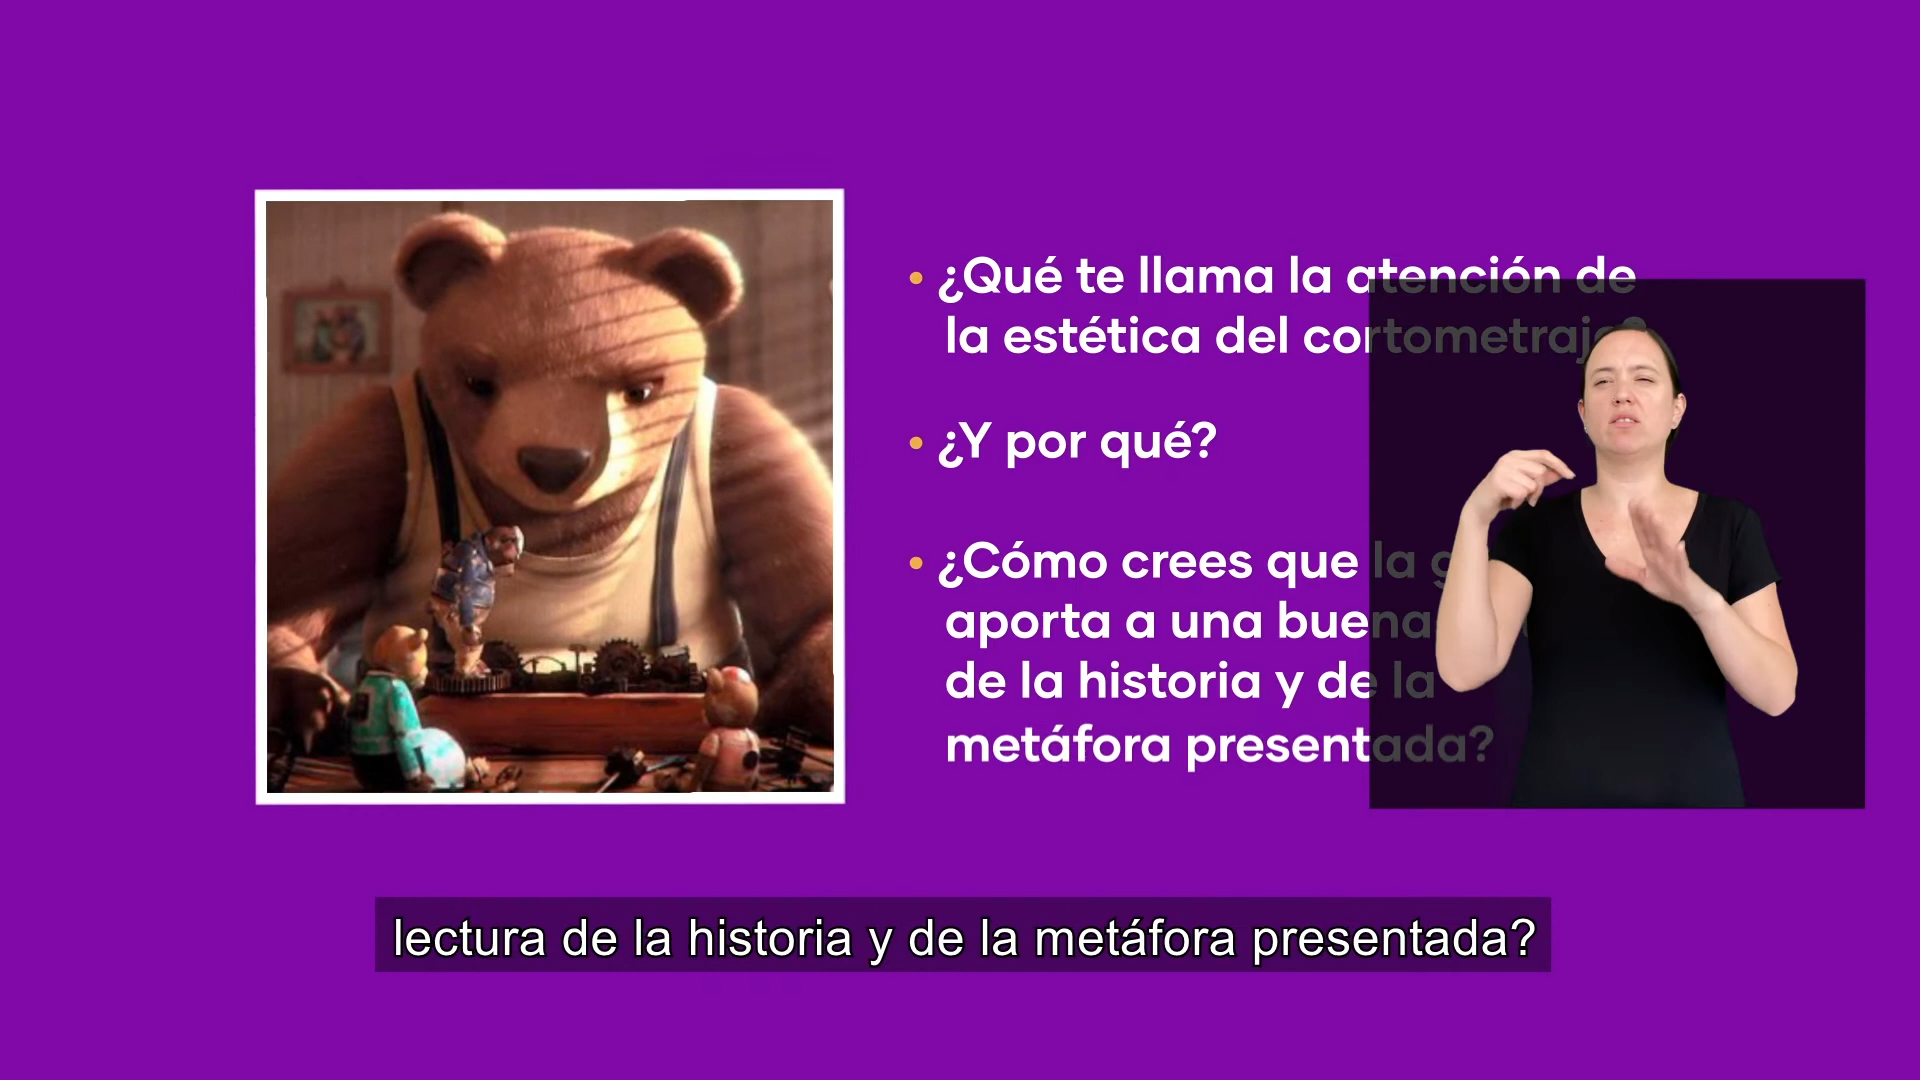 • ¿Qué te llama la atención de
la estética del cortometraje?
• ¿Y por qué?
• ¿Cómo crees que la
aporta a una buena
de la historia y de la
metáfora presentada?
lectura de la historia y de la metáfora presentada?